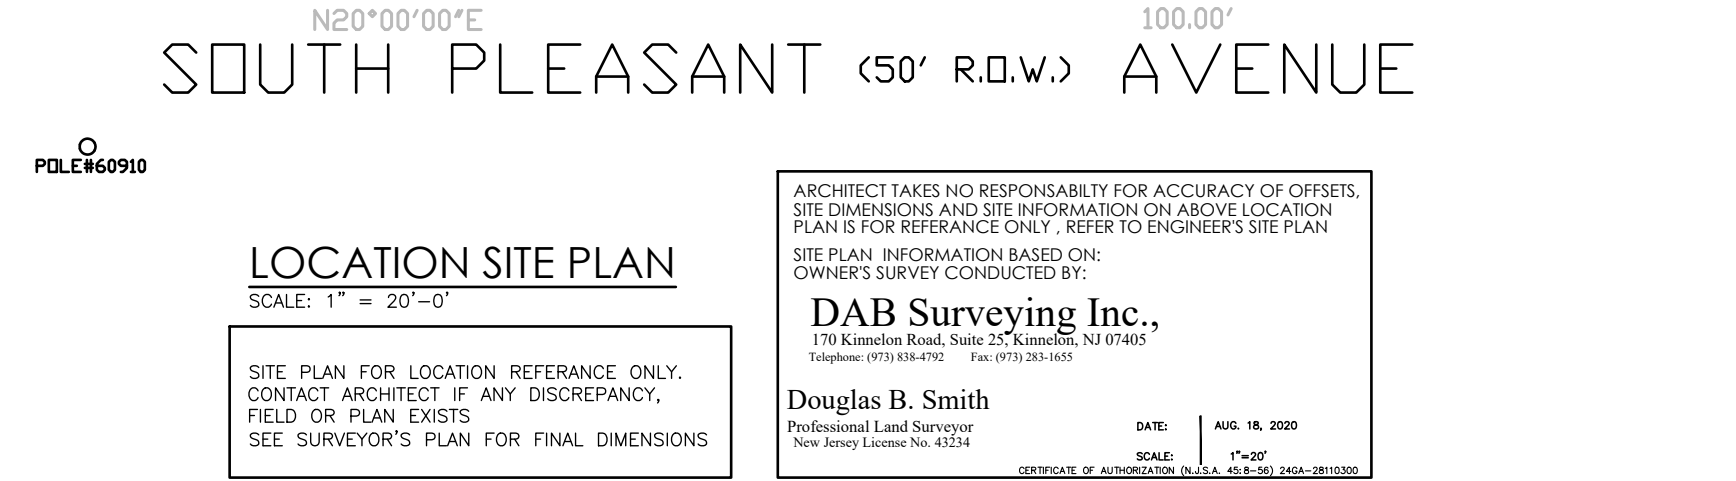 N20°00'00"E 100.00'
SOUTH PLEASANT (50' R.O.W.) AVENUE
POLE#60910
LOCATION SITE PLAN
SCALE: 1" = 20'-0'
SITE PLAN FOR LOCATION REFERANCE ONLY.
CONTACT ARCHITECT IF ANY DISCREPANCY,
FIELD OR PLAN EXISTS
SEE SURVEYOR'S PLAN FOR FINAL DIMENSIONS
ARCHITECT TAKES NO RESPONSABILTY FOR ACCURACY OF OFFSETS,
SITE DIMENSIONS AND SITE INFORMATION ON ABOVE LOCATION
PLAN IS FOR REFERANCE ONLY , REFER TO ENGINEER'S SITE PLAN
SITE PLAN INFORMATION BASED ON:
OWNER'S SURVEY CONDUCTED BY:
DAB Surveying Inc.,
170 Kinnelon Road, Suite 25, Kinnelon, NJ 07405
Telephone: (973) 838-4792 Fax: (973) 283-1655
Douglas B. Smith
Professional Land Surveyor
New Jersey License No. 43234
DATE: AUG. 18, 2020
SCALE: 1"=20'
CERTIFICATE OF AUTHORIZATION (N.J.S.A. 45:8-56) 24GA-28110300